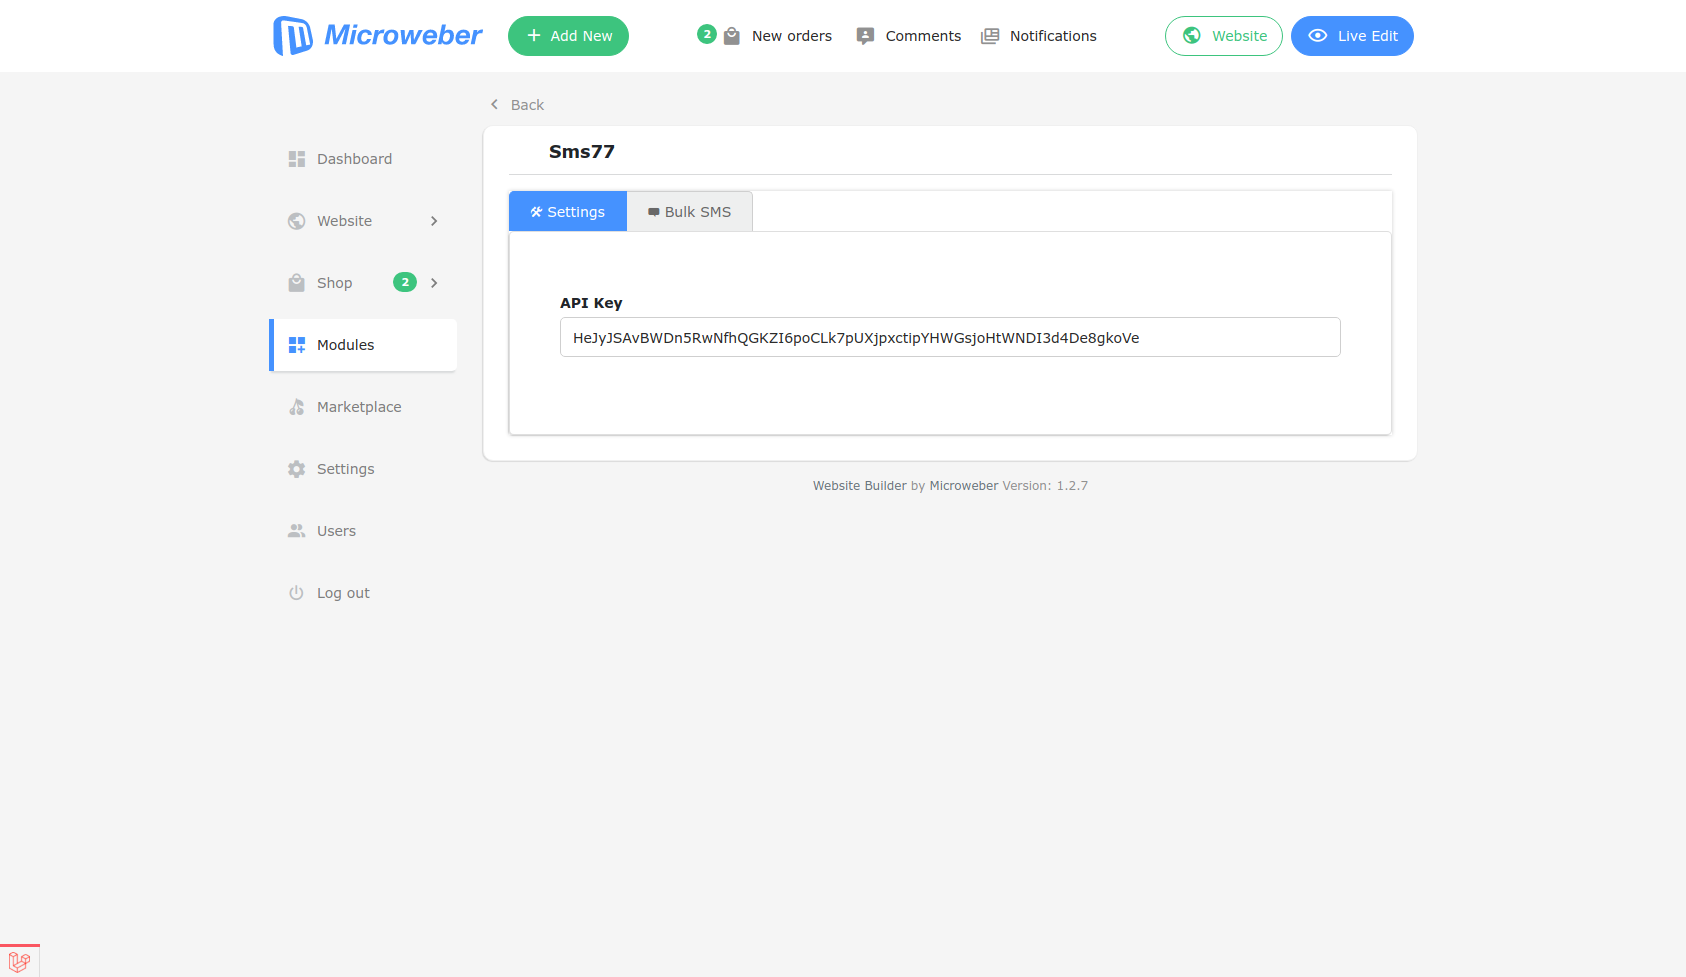 Microweber
Add New
2
New orders
Comments
Notifications
Website
Live Edit
Back
Dashboard
Website
Shop
2
Modules
Marketplace
Settings
Users
Log out
Sms77
Settings
Bulk SMS
API Key
HeJyJSAvBWDn5RwNfhQGKZI6poCLk7pUXjpxctipYHWGsjoHtWNDI3d4De8gkoVe
Website Builder by Microweber Version: 1.2.7